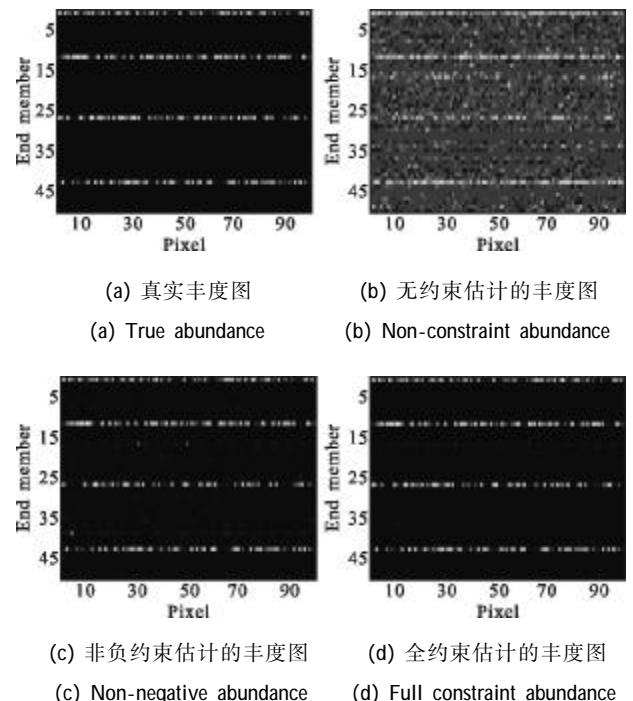 End member
5
15
25
35
45
10 30 50 70 90
Pixel
End member
5
15
25
35
45
10 30 50 70 90
Pixel
(a) 真实丰度图
(a) True abundance
(b) 无约束估计的丰度图
(b) Non-constraint abundance
End member
5
15
25
35
45
10 30 50 70 90
Pixel
End member
5
15
25
35
45
10 30 50 70 90
Pixel
(c) 非负约束估计的丰度图
(c) Non-negative abundance
(d) 全约束估计的丰度图
(d) Full constraint abundance